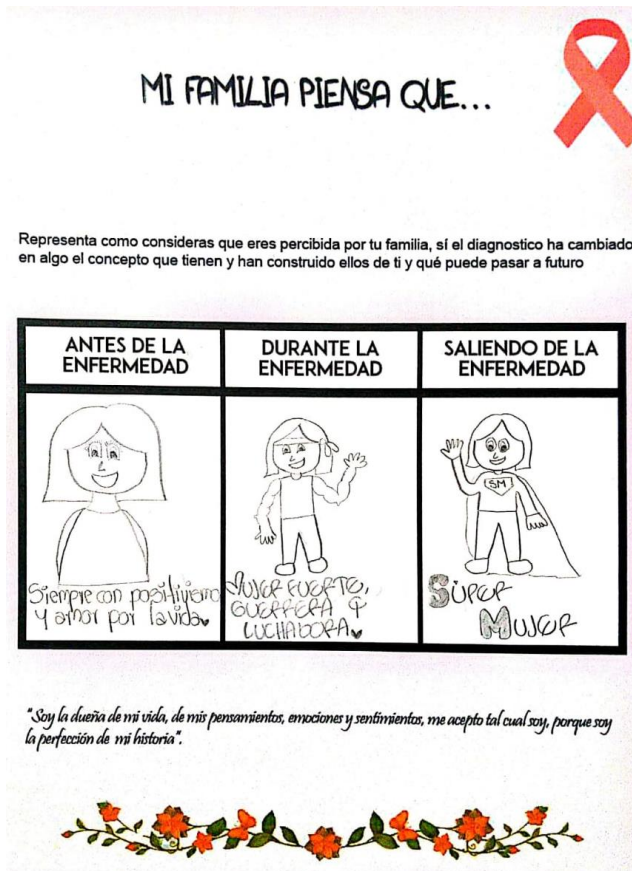 MI FAMILIA PIENSA QUE...
Representa como consideras que eres percibida por tu familia, sí el diagnostico ha cambiado
en algo el concepto que tienen y han construido ellos de ti y qué puede pasar a futuro
ANTES DE LA
ENFERMEDAD
DURANTE LA
ENFERMEDAD
SALIENDO DE LA
ENFERMEDAD
SM
Siempre con positivismo
y amor por la vida
MUJER FUERTE,
GUERRERA Y
LUCHADORA
SÚPER
MUJER
"Soy la dueña de mi vida, de mis pensamientos, emociones y sentimientos, me acepto tal cual soy, porque soy
la perfección de mi historia".